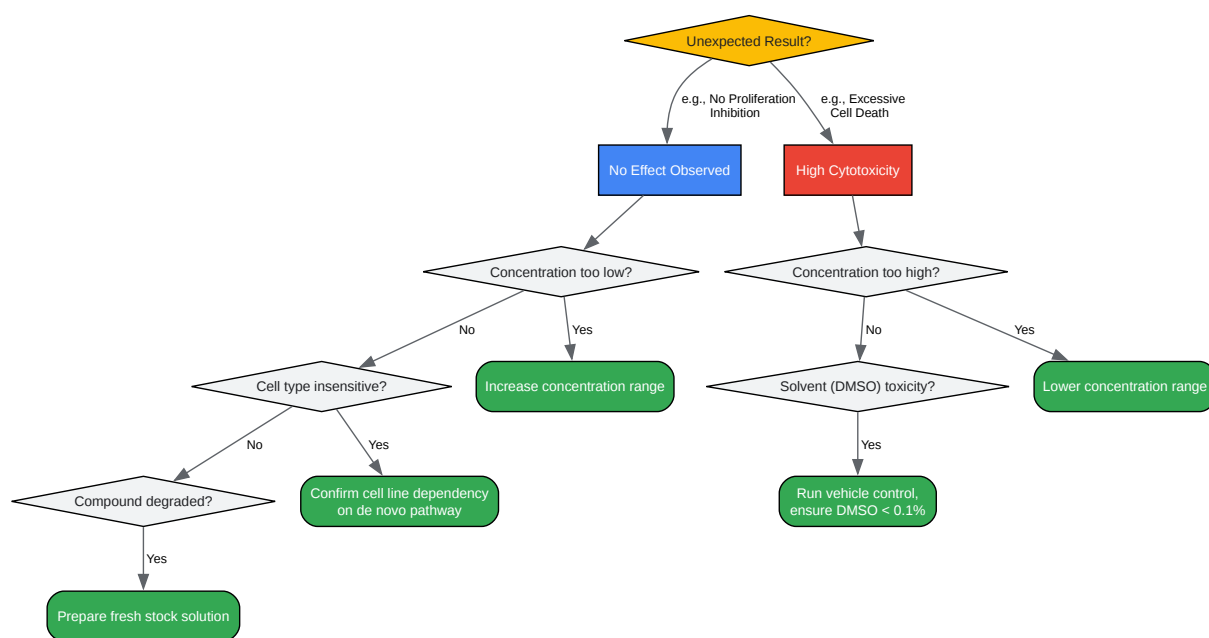 Unexpected Result?
e.g., No Proliferation
Inhibition
e.g., Excessive
Cell Death
No Effect Observed
High Cytotoxicity
Concentration too low?
Concentration too high?
No
Yes
No
Yes
Cell type insensitive?
Increase concentration range
Solvent (DMSO) toxicity?
Lower concentration range
No
Yes
Yes
Compound degraded?
Confirm cell line dependency
on de novo pathway
Run vehicle control,
ensure DMSO < 0.1%
Yes
Prepare fresh stock solution